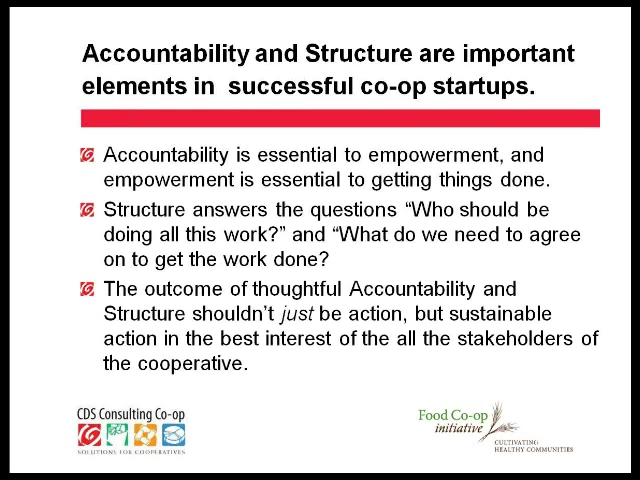 Accountability and Structure are important
elements in  successful co-op startups.
Accountability is essential to empowerment, and
empowerment is essential to getting things done.
Structure answers the questions “Who should be
doing all this work?” and “What do we need to agree
on to get the work done?
The outcome of thoughtful Accountability and
Structure shouldn’t just be action, but sustainable
action in the best interest of the all the stakeholders of
the cooperative.
CDS Consulting Co-op
SOLUTIONS FOR COOPERATIVES
Food Co-op
initiative
CULTIVATING
HEALTHY COMMUNITIES